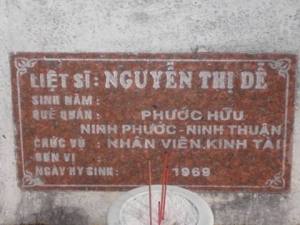 LIỆT SĨ: NGUYỄN THỊ DỄ
SINH NĂM :
QUÊ QUÁN : PHƯỚC HỮU
NINH PHƯỚC - NINH THUẬN
CHỨC VỤ : NHÂN VIÊN, KINH TÀI
ĐƠN VỊ :
NGÀY HY SINH : 1969